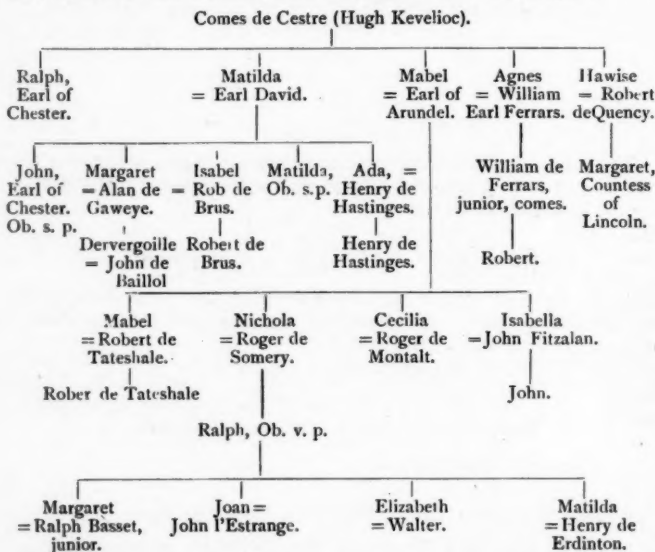 Comes de Cestre (Hugh Kevelioc).
Ralph, Earl of Chester.
Matilda = Earl David.
Mabel = Earl of Arundel.
Agnes = William Earl Ferrars.
Hawise = Robert deQuency.
John, Earl of Chester. Ob. s. p.
Margaret = Alan de Gaweye.
Isabel = Rob de Brus.
Matilda, Ob. s.p.
Ada, = Henry de Hastinges.
William de Ferrars, junior, comes.
Margaret, Countess of Lincoln.
Dervergoille = John de Baillol
Robert de Brus.
Henry de Hastinges.
Robert.
Mabel = Robert de Tateshale.
Nichola = Roger de Somery.
Cecilia = Roger de Montalt.
Isabella = John Fitzalan.
Rober de Tateshale
John.
Ralph, Ob. v. p.
Margaret = Ralph Basset, junior.
Joan = John l'Estrange.
Elizabeth = Walter.
Matilda = Henry de Erdinton.